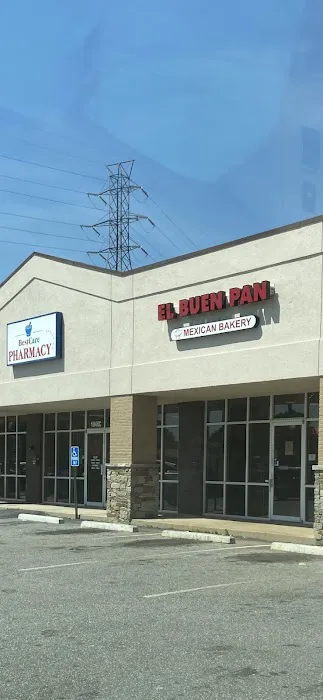 BestCare
PHARMACY
EL BUEN PAN
MEXICAN BAKERY